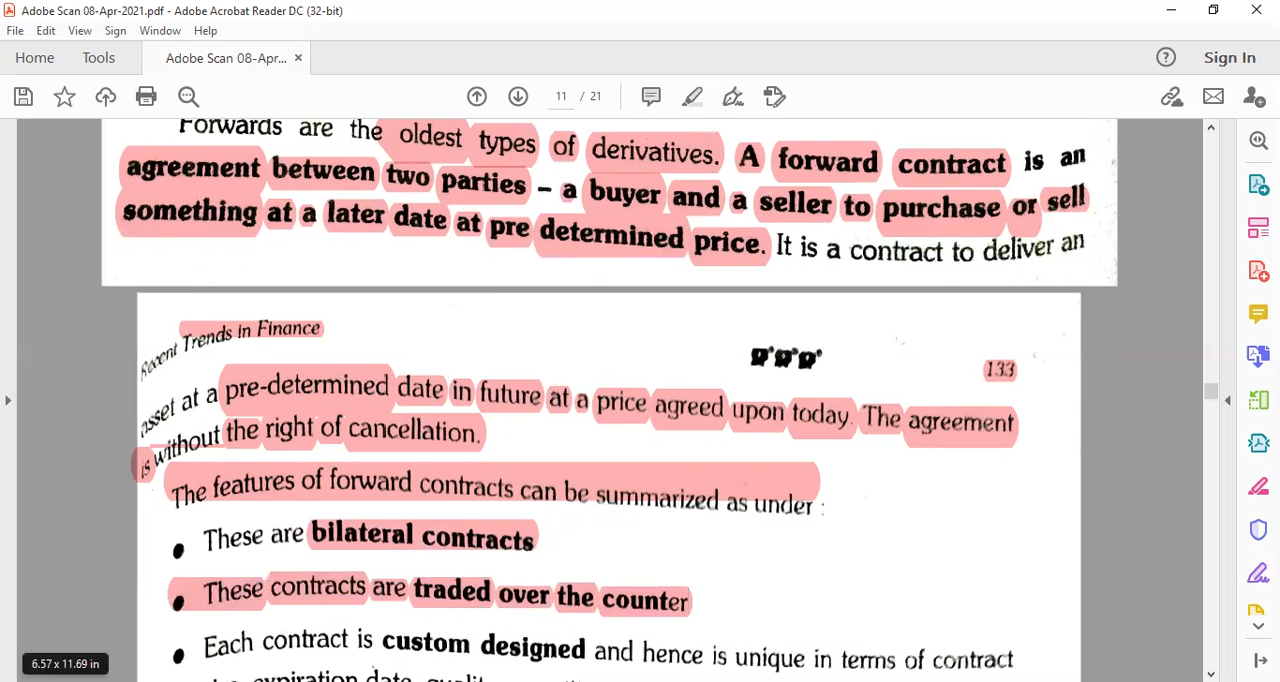 Adobe Scan 08-Apr-2021.pdf - Adobe Acrobat Reader DC (32-bit)
File Edit View Sign Window Help
Home Tools Adobe Scan 08-Apr... × Sign In
11 / 21
Forwards are the oldest types of derivatives. A forward contract is an
agreement between two parties – a buyer and a seller to purchase or sell
something at a later date at pre determined price. It is a contract to deliver an
Recent Trends in Finance
133
asset at a pre-determined date in future at a price agreed upon today. The agreement
is without the right of cancellation.
The features of forward contracts can be summarized as under :
• These are bilateral contracts
• These contracts are traded over the counter
• Each contract is custom designed and hence is unique in terms of contract
expiration date,
6.57 x 11.69 in